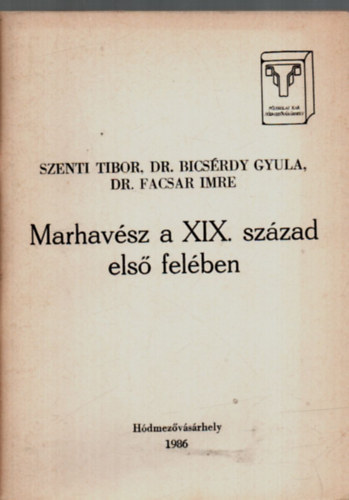 SZENTI TIBOR, DR. BICSÉRDY GYULA,
DR. FACSAR IMRE
Marhavész a XIX. század
első felében
Hódmezővásárhely
1986